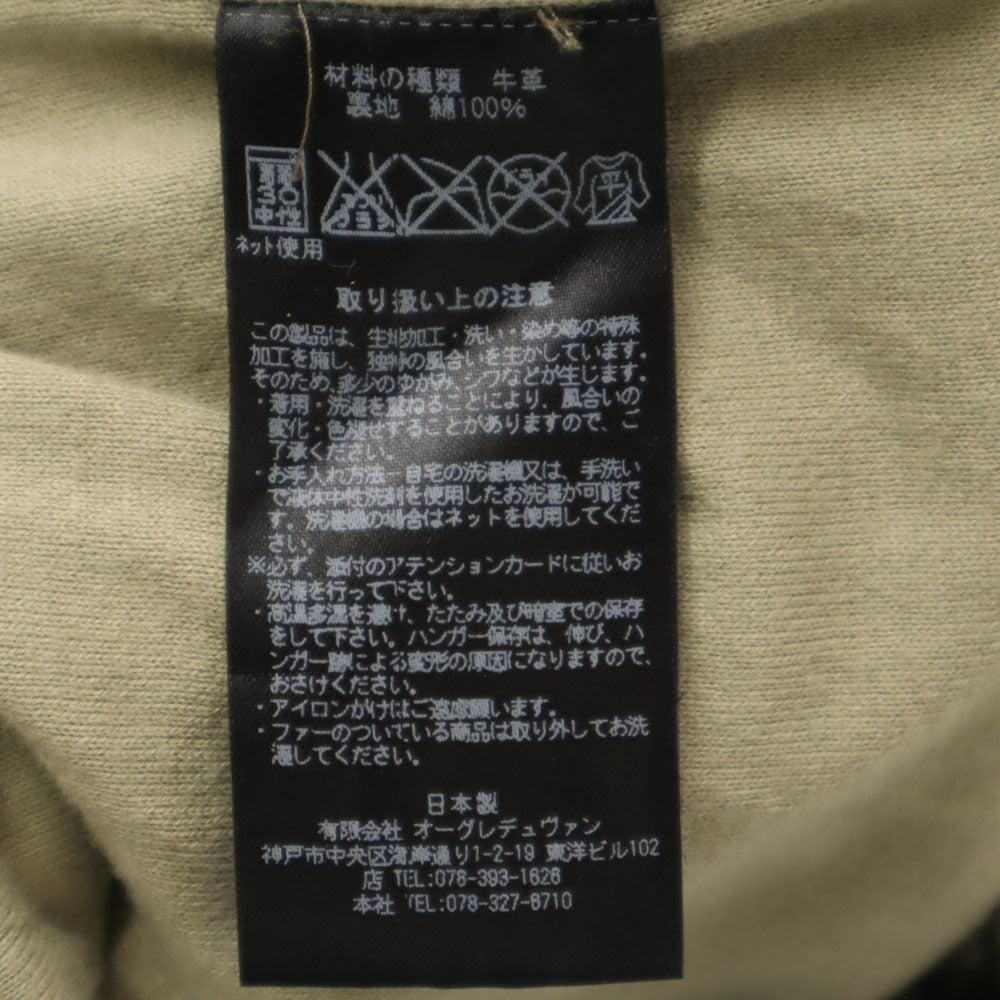 材料の種類 牛革
裏地 綿100%
30
中性
平
ネット使用
取り扱い上の注意
この製品は、生地加工・洗い・染め等の特殊
加工を施し、独特の風合いを生かしています。
そのため、多少のゆがみ、シワなどが生じます。
・着用・洗濯を重ねることにより、風合いの
変化・色褪せすることがありますので、ご
了承ください。
・お手入れ方法－自宅の洗濯機又は、手洗い
で液体中性洗剤を使用したお洗濯が可能で
す、洗濯機の場合はネットを使用してくだ
さい。
※必ず、添付のアテンションカードに従いお
洗濯を行って下さい。
・高温多湿を避け、たたみ及び暗室での保存
をして下さい。ハンガー保存は、伸び、ハ
ンガー跡による変形の原因になりますので、
おさけください。
・アイロンがけはご遠慮願います。
・ファーのついている商品は取り外してお洗
濯してください。
日本製
有限会社 オーグレデュヴァン
神戸市中央区海岸通り1-2-19 東洋ビル102
店 TEL:078-393-1626
本社 TEL:078-327-6710